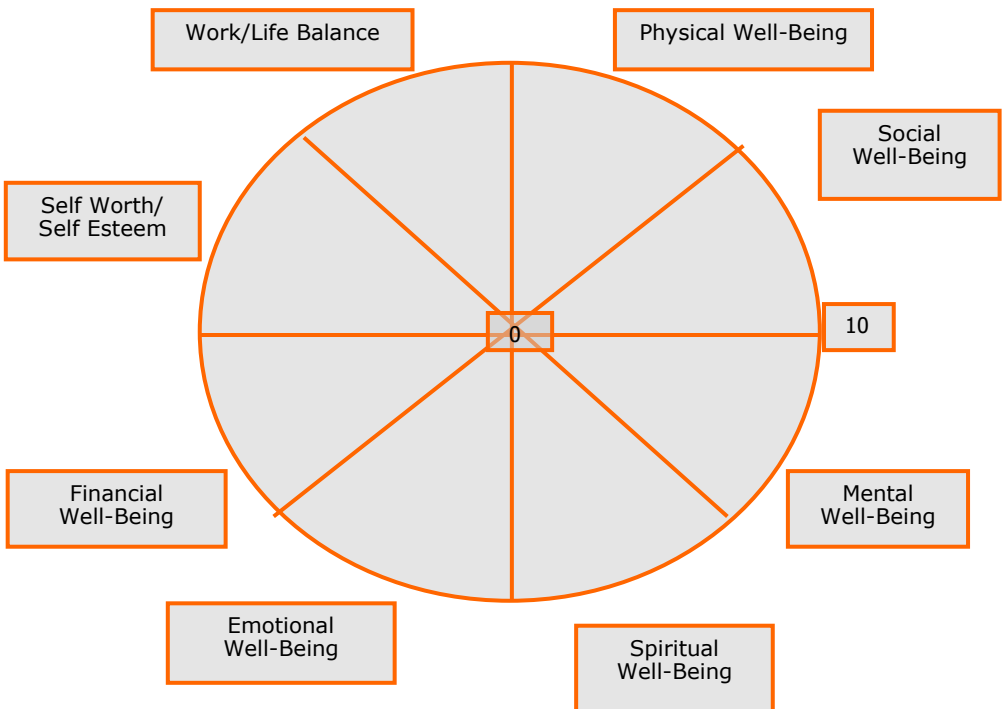 Work/Life Balance
Physical Well-Being
Social
Well-Being
Self Worth/
Self Esteem
0
10
Financial
Well-Being
Mental
Well-Being
Emotional
Well-Being
Spiritual
Well-Being